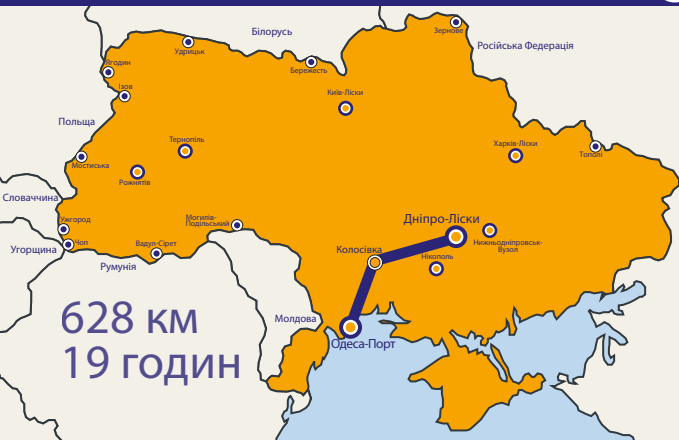 Білорусь
Зернове
Російська Федерація
Удрицьк
Ягодин
Бережесть
Ізов
Київ-Ліски
Польща
Тернопіль
Харків-Ліски
Тополі
Мостиська
Рожнятів
Словаччина
Ужгород
Могилів-
Подільський
Дніпро-Ліски
Чоп
Вадул-Сірет
Колосівка
Нижньодніпровськ-
Вузол
Угорщина
Нікополь
Румунія
Молдова
628 км
19 годин
Одеса-Порт